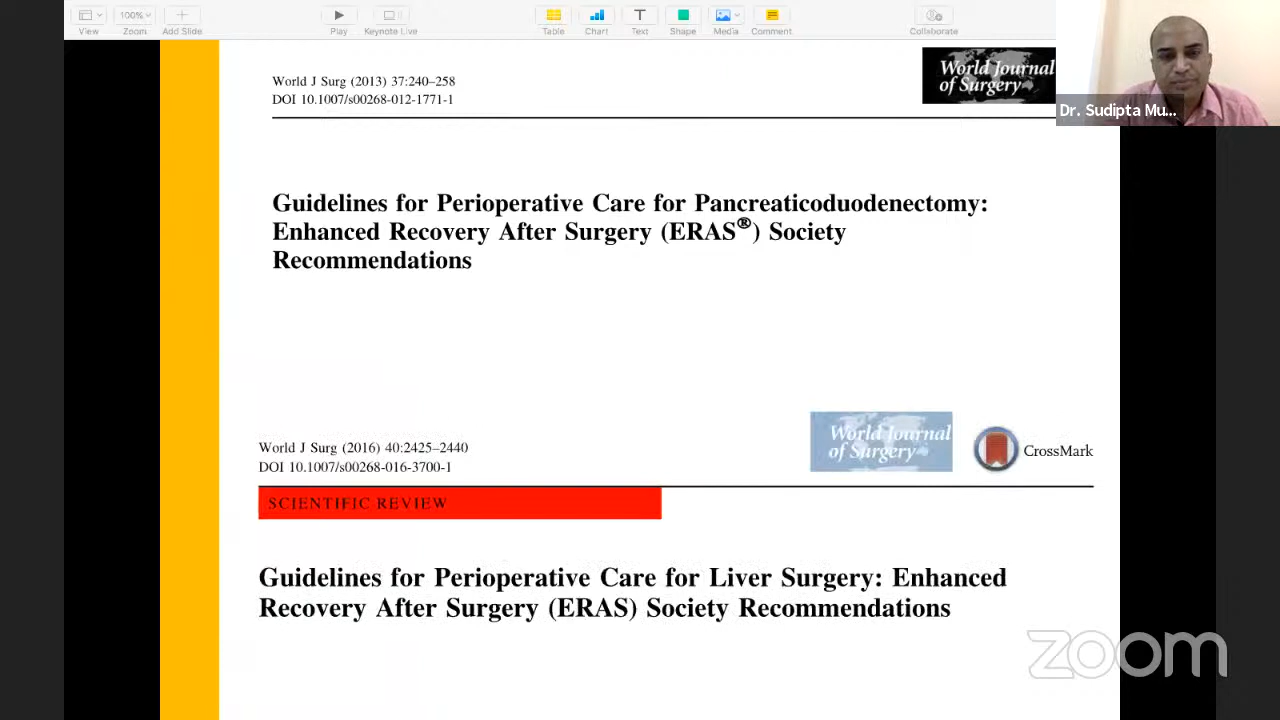 View
100%
Zoom
Add Slide
Play
Keynote Live
Table
Chart
Text
Shape
Media
Comment
Collaborate
World J Surg (2013) 37:240–258
DOI 10.1007/s00268-012-1771-1
World Journal
of Surgery
Dr. Sudipta Mu...
Guidelines for Perioperative Care for Pancreaticoduodenectomy:
Enhanced Recovery After Surgery (ERAS®) Society
Recommendations
World J Surg (2016) 40:2425–2440
DOI 10.1007/s00268-016-3700-1
World Journal
of Surgery
CrossMark
SCIENTIFIC REVIEW
Guidelines for Perioperative Care for Liver Surgery: Enhanced
Recovery After Surgery (ERAS) Society Recommendations
zoom